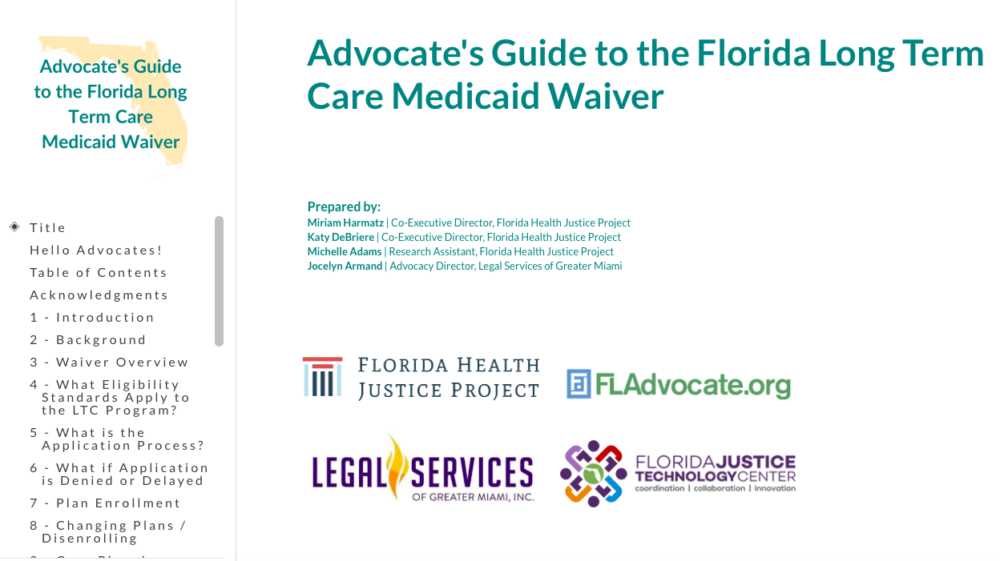 Advocate's Guide
to the Florida Long
Term Care
Medicaid Waiver
Title
Hello Advocates!
Table of Contents
Acknowledgments
1 - Introduction
2 - Background
3 - Waiver Overview
4 - What Eligibility
Standards Apply to
the LTC Program?
5 - What is the
Application Process?
6 - What if Application
is Denied or Delayed
7 - Plan Enrollment
8 - Changing Plans /
Disenrolling
Advocate's Guide to the Florida Long Term
Care Medicaid Waiver
Prepared by:
Miriam Harmatz | Co-Executive Director, Florida Health Justice Project
Katy DeBriere | Co-Executive Director, Florida Health Justice Project
Michelle Adams | Research Assistant, Florida Health Justice Project
Jocelyn Armand | Advocacy Director, Legal Services of Greater Miami
FLORIDA HEALTH
JUSTICE PROJECT
FLAdvocate.org
LEGAL SERVICES
OF GREATER MIAMI, INC.
FLORIDAJUSTICE
TECHNOLOGYCENTER
coordination | collaboration | innovation